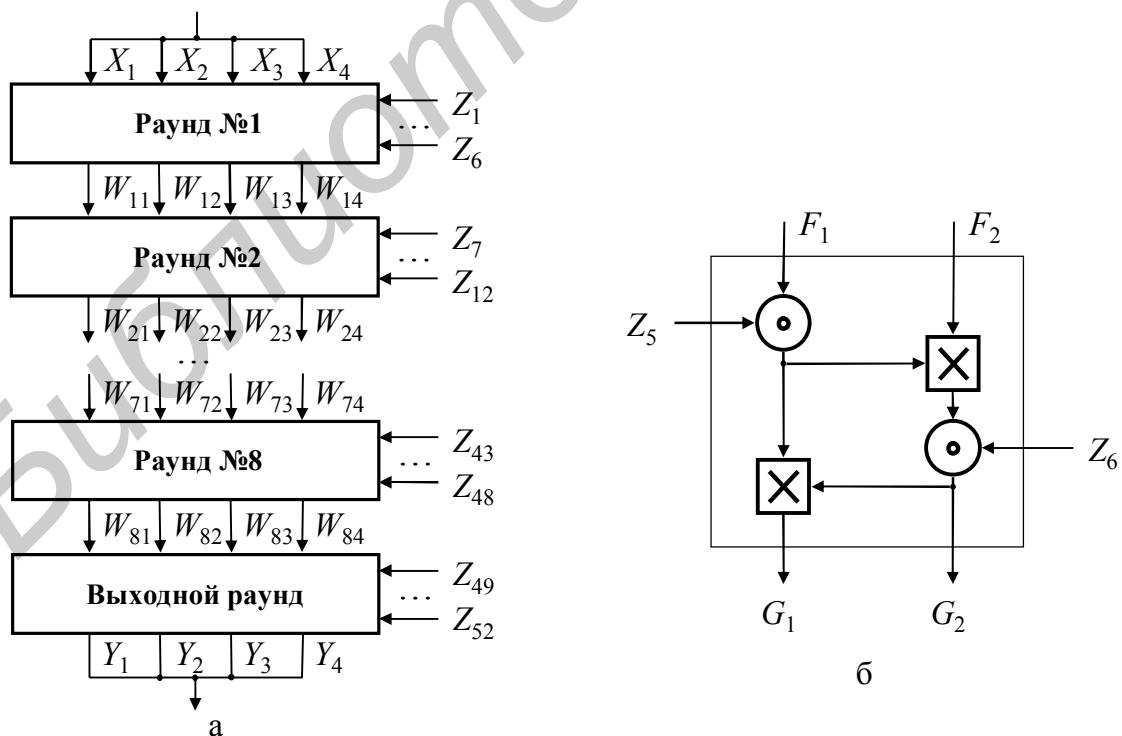 X₁ X₂ X₃ X₄
Раунд №1
Z₁
...
Z₆
W₁₁ W₁₂ W₁₃ W₁₄
Раунд №2
Z₇
...
Z₁₂
W₂₁ W₂₂ W₂₃ W₂₄
...
W₇₁ W₇₂ W₇₃ W₇₄
Раунд №8
Z₄₃
...
Z₄₈
W₈₁ W₈₂ W₈₃ W₈₄
Выходной раунд
Z₄₉
...
Z₅₂
Y₁ Y₂ Y₃ Y₄
а
F₁ F₂
Z₅
Z₆
G₁ G₂
б